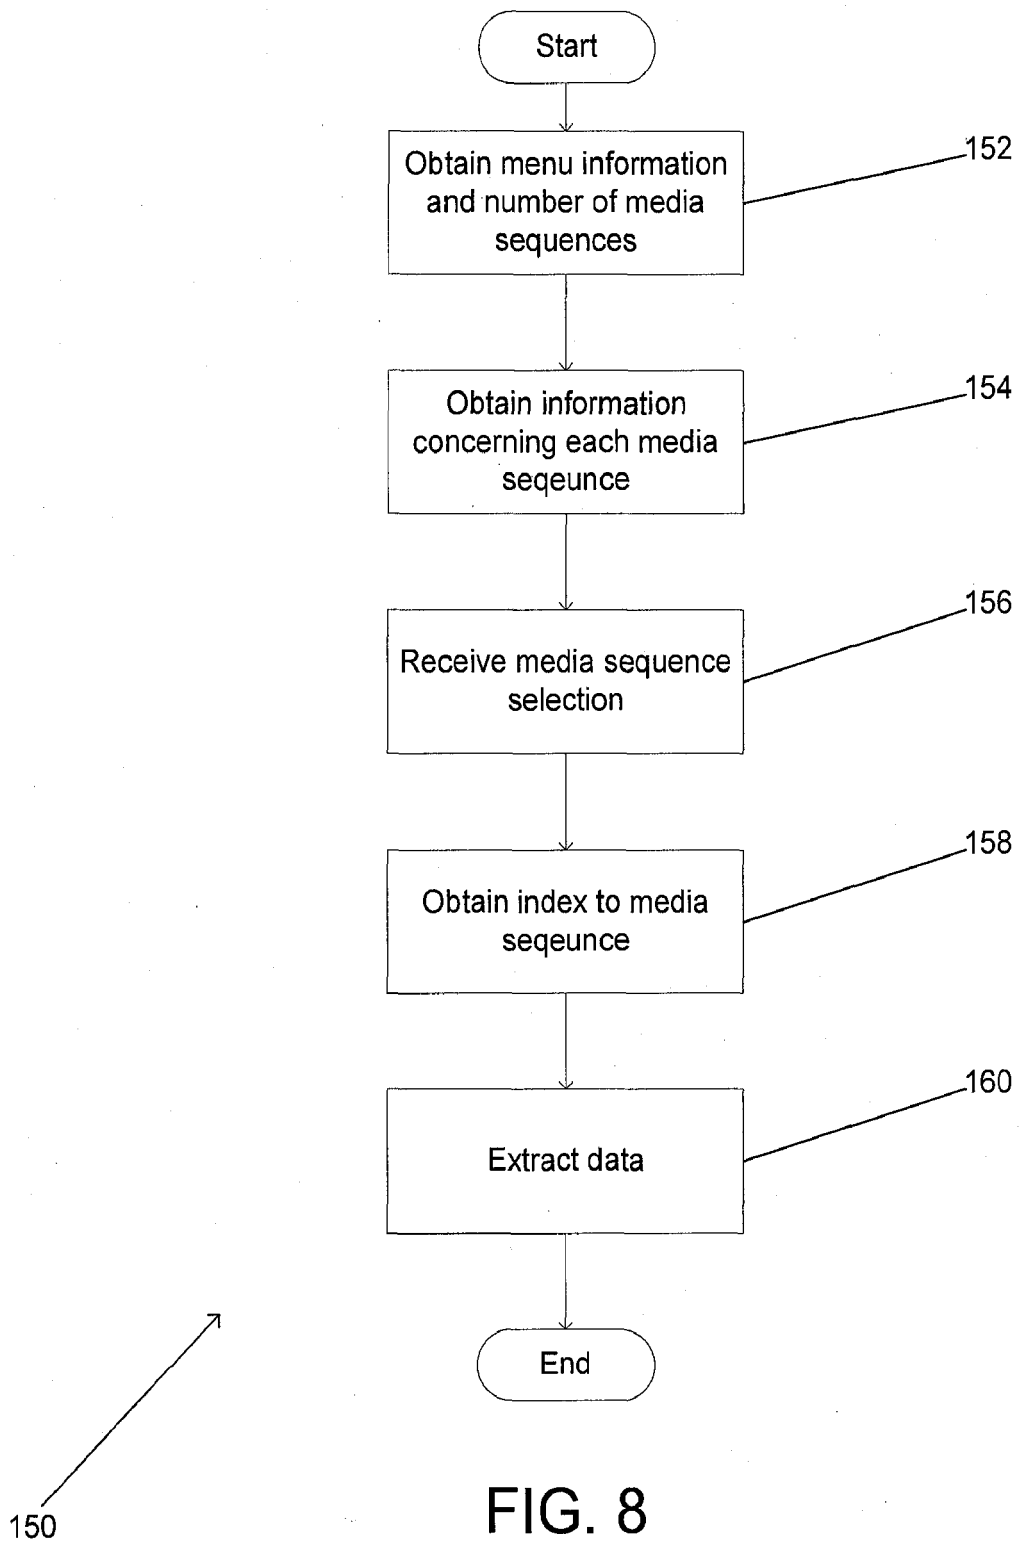 Start
Obtain menu information
and number of media
sequences
152
Obtain information
concerning each media
seqeunce
154
Receive media sequence
selection
156
Obtain index to media
seqeunce
158
Extract data
160
End
150
FIG. 8